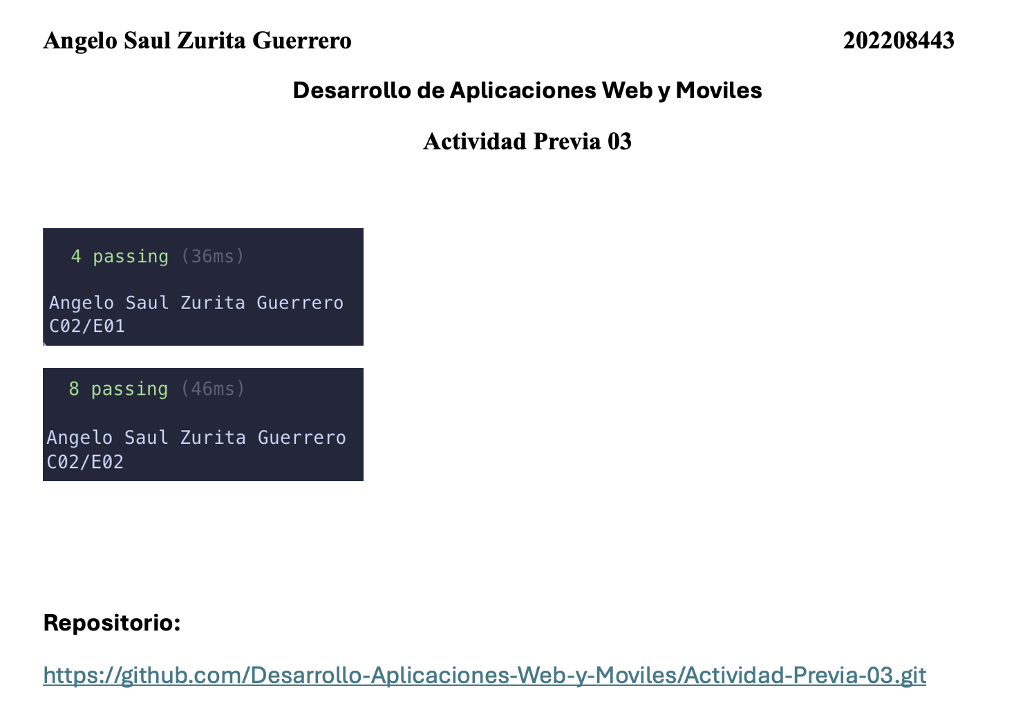 Angelo Saul Zurita Guerrero 202208443
Desarrollo de Aplicaciones Web y Moviles
Actividad Previa 03
4 passing (36ms)
Angelo Saul Zurita Guerrero
C02/E01
8 passing (46ms)
Angelo Saul Zurita Guerrero
C02/E02
Repositorio:
https://github.com/Desarrollo-Aplicaciones-Web-y-Moviles/Actividad-Previa-03.git